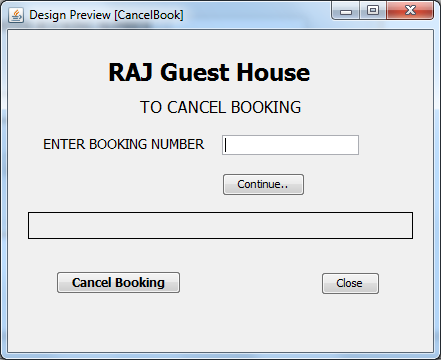 Design Preview [CancelBook]
RAJ Guest House
TO CANCEL BOOKING
ENTER BOOKING NUMBER
Continue..
Cancel Booking
Close